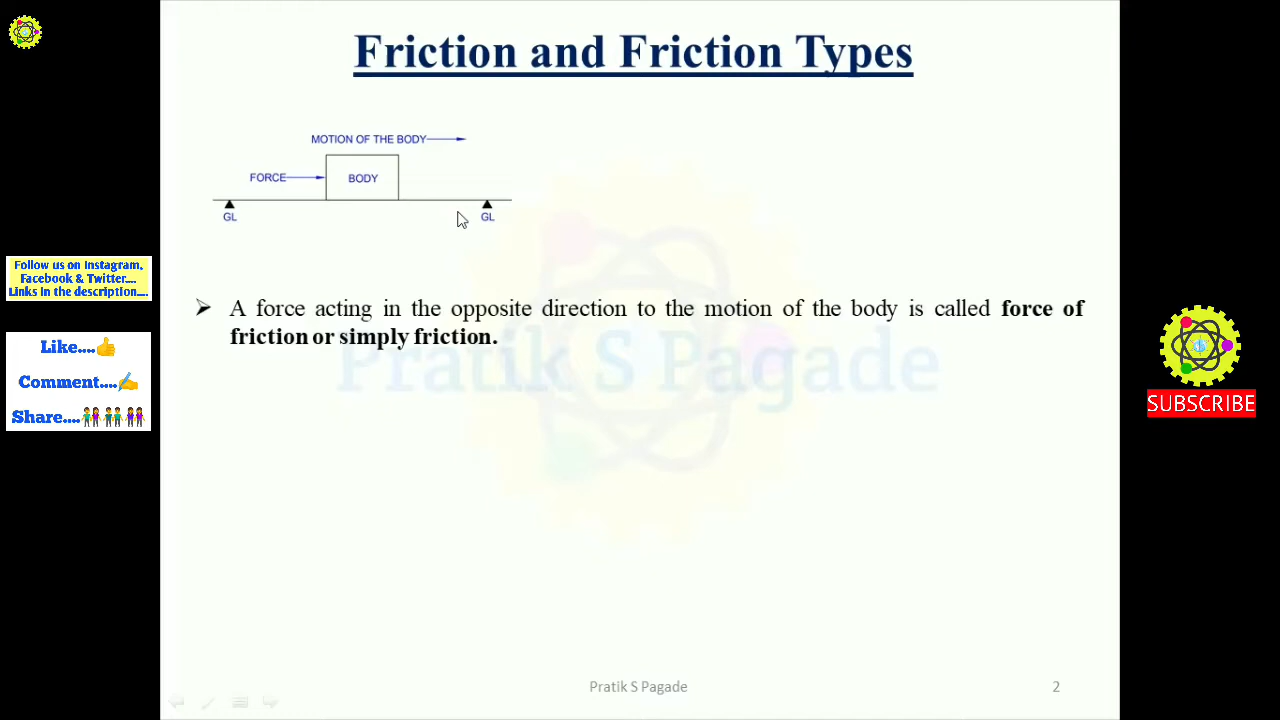 Friction and Friction Types
MOTION OF THE BODY
FORCE
BODY
GL
GL
Follow us on Instagram,
Facebook & Twitter....
Links in the description....
Like....👍
Comment....✍
Share....
➢ A force acting in the opposite direction to the motion of the body is called force of
friction or simply friction.
Pratik S Pagade
SUBSCRIBE
Pratik S Pagade
2